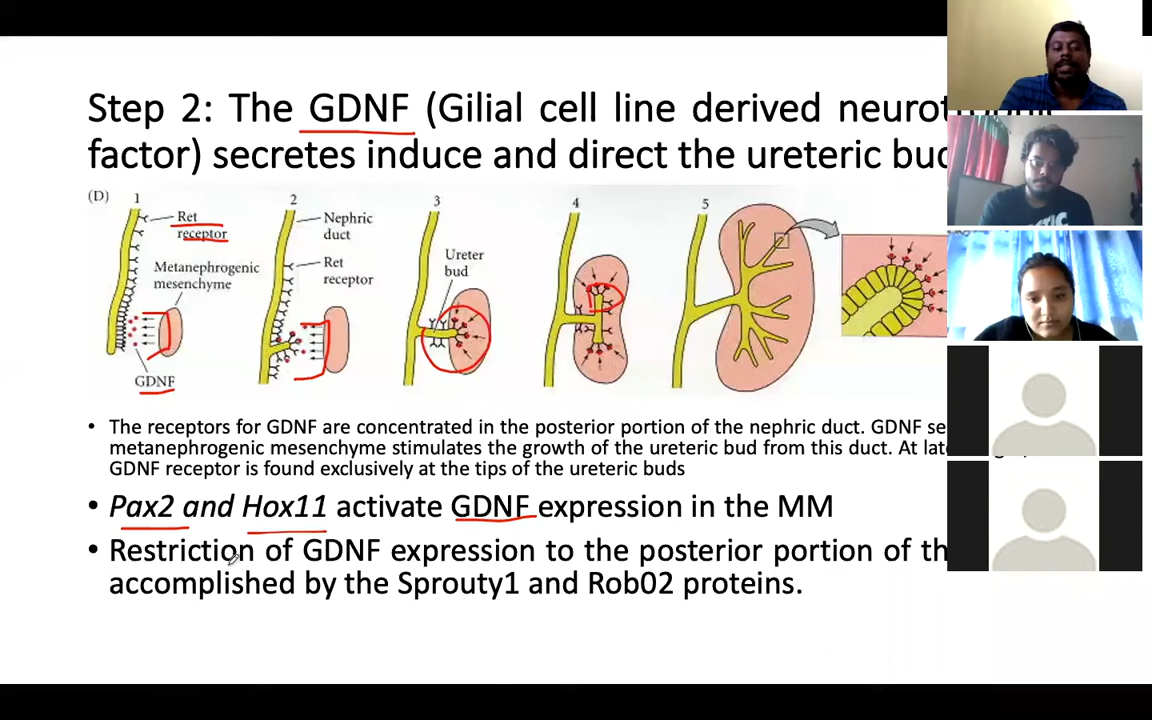 Step 2: The GDNF (Gilial cell line derived
factor) secretes induce and direct the ureteric
(D) 1 2 3 4 5
Ret
receptor
Metanephrogenic
mesenchyme
GDNF
Nephric
duct
Ret
receptor
Ureter
bud
• The receptors for GDNF are concentrated in the posterior portion of the nephric duct. GDNF
metanephrogenic mesenchyme stimulates the growth of the ureteric bud from this duct. At
GDNF receptor is found exclusively at the tips of the ureteric buds
• Pax2 and Hox11 activate GDNF expression in the MM
• Restriction of GDNF expression to the posterior portion of
accomplished by the Sprouty1 and Rob02 proteins.